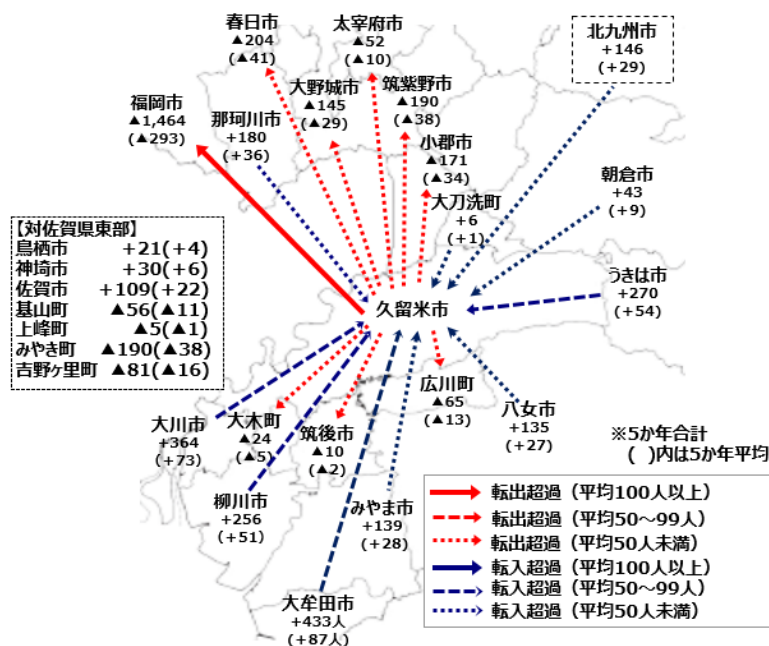 春日市
▲204
(▲41)
太宰府市
▲52
(▲10)
北九州市
+146
(+29)
福岡市
▲1,464
(▲293)
那珂川市
+180
(+36)
大野城市
▲145
(▲29)
筑紫野市
▲190
(▲38)
小郡市
▲171
(▲34)
大刀洗町
+6
(+1)
朝倉市
+43
(+9)
【対佐賀県東部】
鳥栖市 +21(+4)
神埼市 +30(+6)
佐賀市 +109(+22)
基山町 ▲56(▲11)
上峰町 ▲5(▲1)
みやき町 ▲190(▲38)
吉野ヶ里町 ▲81(▲16)
久留米市
うきは市
+270
(+54)
大川市
+364
(+73)
大木町
▲24
(▲5)
筑後市
▲10
(▲2)
広川町
▲65
(▲13)
八女市
+135
(+27)
柳川市
+256
(+51)
みやま市
+139
(+28)
大牟田市
+433人
(+87人)
※5か年合計
( )内は5か年平均
転出超過（平均100人以上）
転出超過（平均50～99人）
転出超過（平均50人未満）
転入超過（平均100人以上）
転入超過（平均50～99人）
転入超過（平均50人未満）